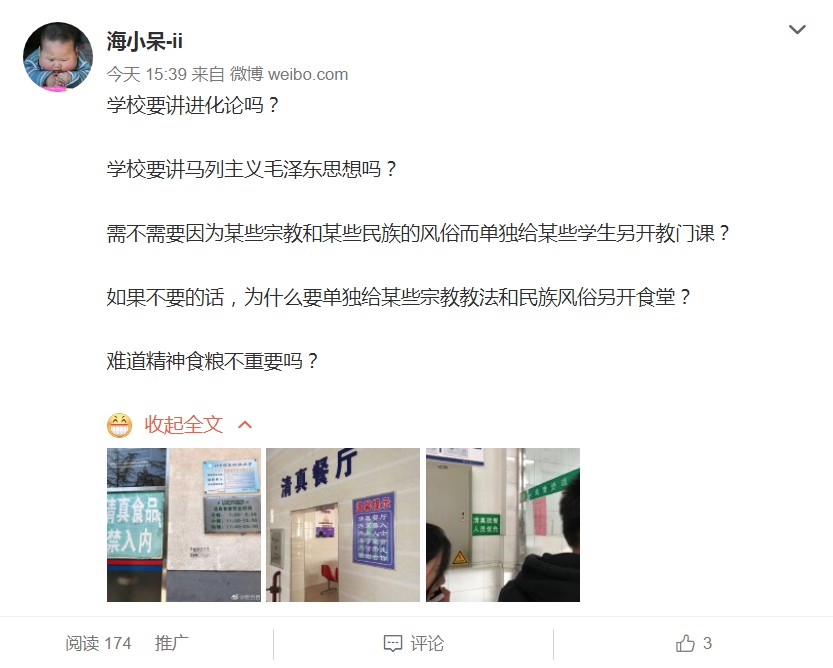 海小呆-ii
今天 15:39 来自 微博 weibo.com
学校要讲进化论吗？
学校要讲马列主义毛泽东思想吗？
需不需要因为某些宗教和某些民族的风俗而单独给某些学生另开教门课？
如果不要的话，为什么要单独给某些宗教教法和民族风俗另开食堂？
难道精神食粮不重要吗？
收起全文
清真食品
禁入内
清真餐厅
阅读 174 推广
评论
3